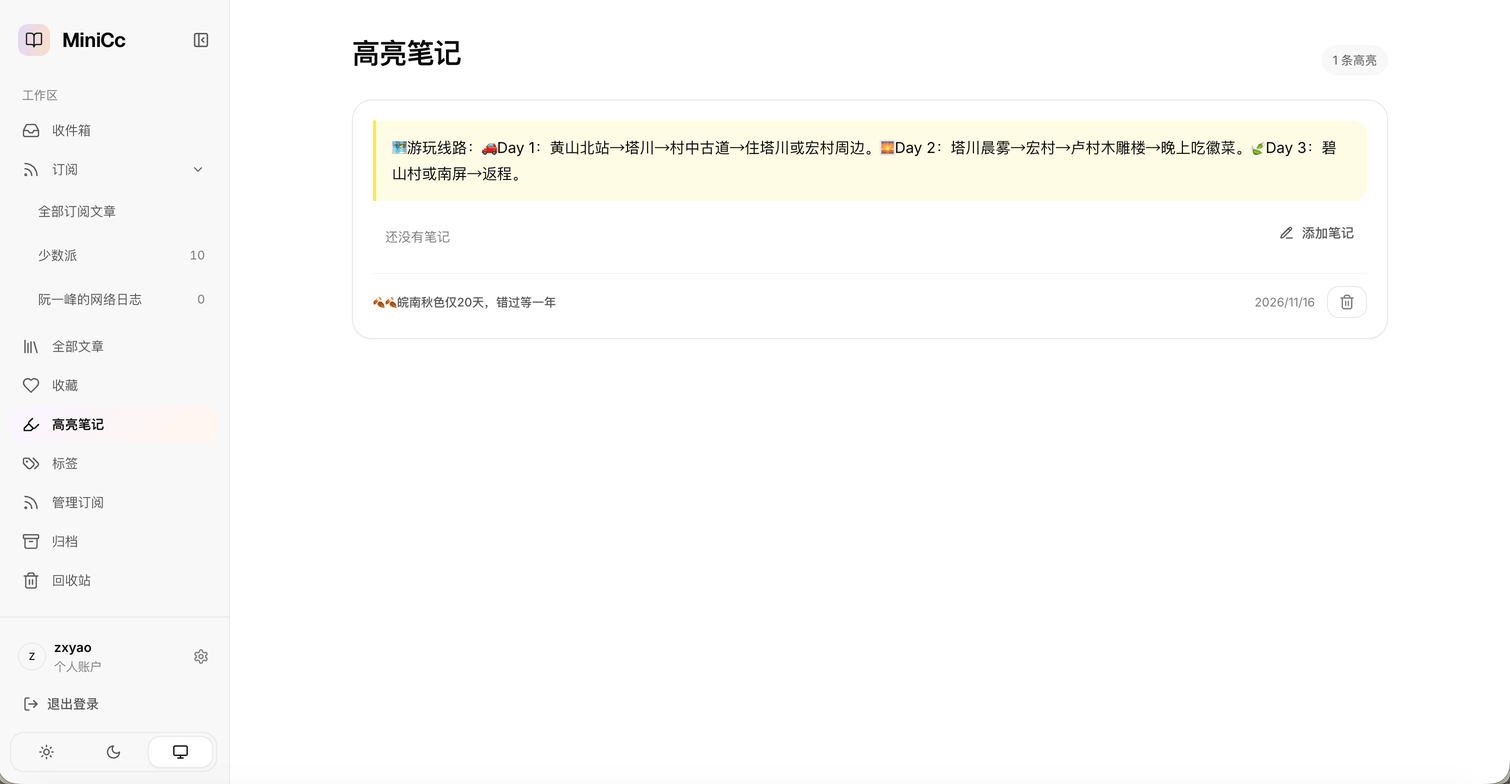 MiniCc
工作区
收件箱
订阅
全部订阅文章
少数派 10
阮一峰的网络日志 0
全部文章
收藏
高亮笔记
标签
管理订阅
归档
回收站
z
zxyao
个人账户
退出登录
高亮笔记
1 条高亮
🗺️游玩线路：🚗Day 1：黄山北站→塔川→村中古道→住塔川或宏村周边。🌅Day 2：塔川晨雾→宏村→卢村木雕楼→晚上吃徽菜。🍃Day 3：碧
山村或南屏→返程。
还没有笔记
添加笔记
🍂🍂皖南秋色仅20天，错过等一年
2026/11/16